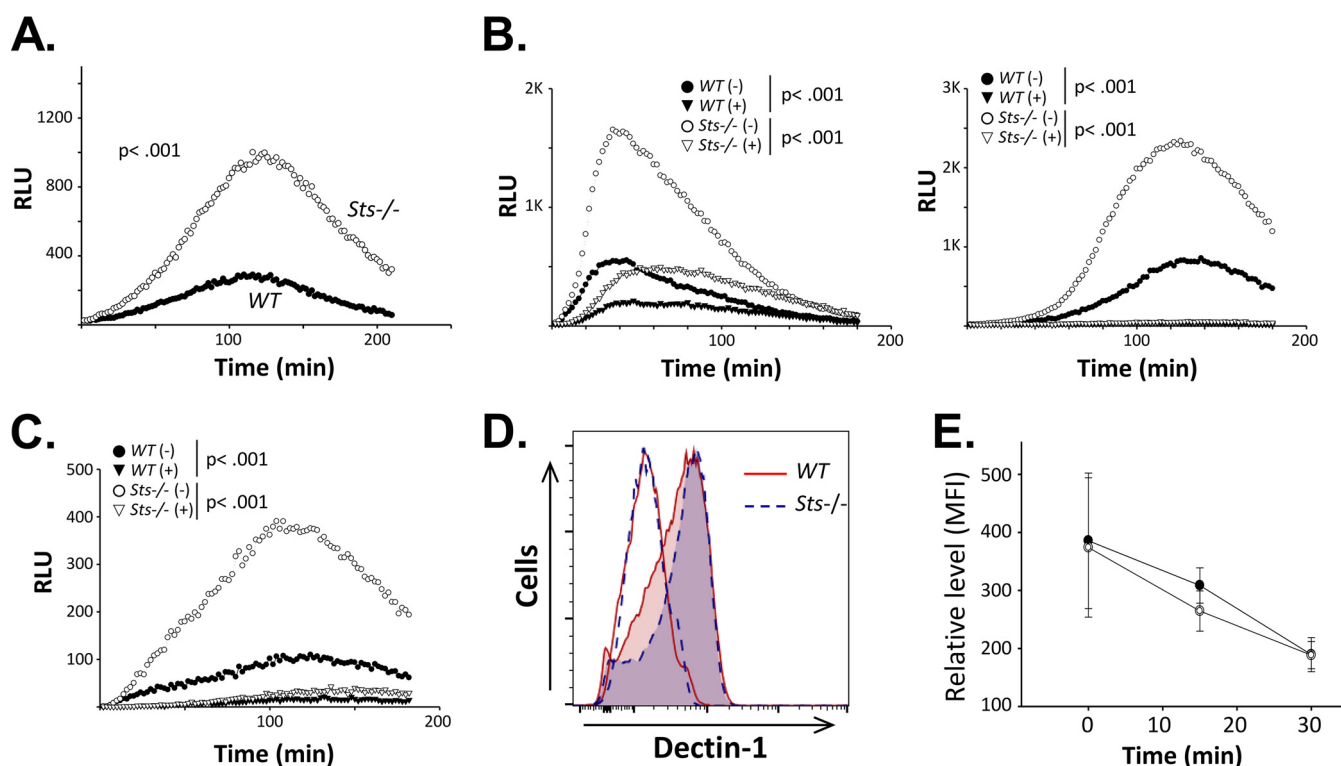 A.
RLU
1200
800
400
p< .001
Sts-/-
WT
100
200
Time (min)
B.
RLU
2K
1K
WT (-)
WT (+)
p< .001
Sts-/- (-)
Sts-/- (+)
p< .001
100
200
Time (min)
RLU
3K
2K
1K
WT (-)
WT (+)
p< .001
Sts-/- (-)
Sts-/- (+)
p< .001
100
200
Time (min)
C.
WT (-)
WT (+)
p< .001
Sts-/- (-)
Sts-/- (+)
p< .001
RLU
500
400
300
200
100
100
200
Time (min)
D.
Cells
WT
Sts-/-
Dectin-1
E.
Relative level (MFI)
500
400
300
200
100
0
10
20
30
Time (min)